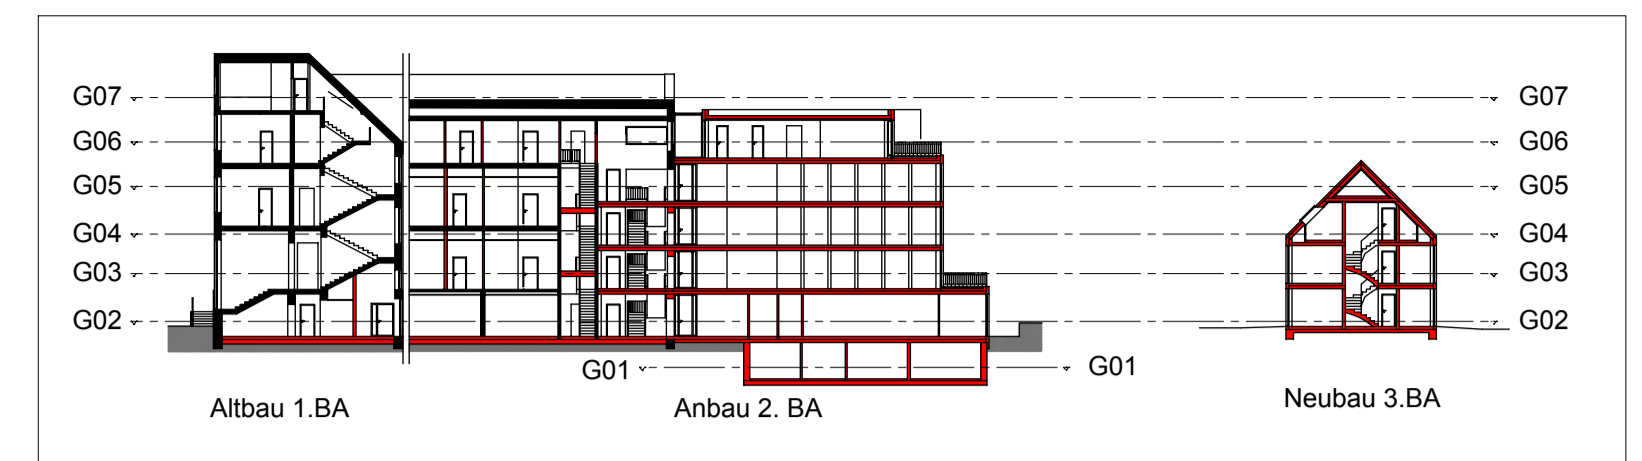 G07 G07
G06 G06
G05 G05
G04 G04
G03 G03
G02 G02
G01 G01
Altbau 1.BA Anbau 2. BA Neubau 3.BA